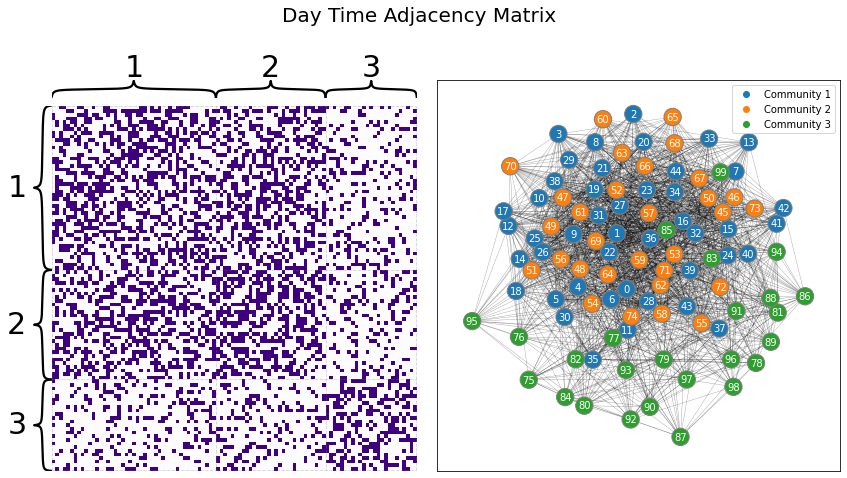 Day Time Adjacency Matrix
1 2 3
1
2
3
Community 1
Community 2
Community 3
60 2 65
3 8 20 68 33 13
63
29 21 66 44 99 7
70
38 19 52 23 34 67
10 47 27 50 46
17 61 31 57 16 45 73 42
12 49 9 1 36 85 32 15 41
25 69
14 26 56 22 59 53 83 24 40 94
51 48 64 71 39
18 4 0 62 72
5 54 6 28 43 88 86
95 30 74 58 91 81
11 55 37
76 77 89
82 35 79 96 78
93
75 97 98
84 80 90
92
87